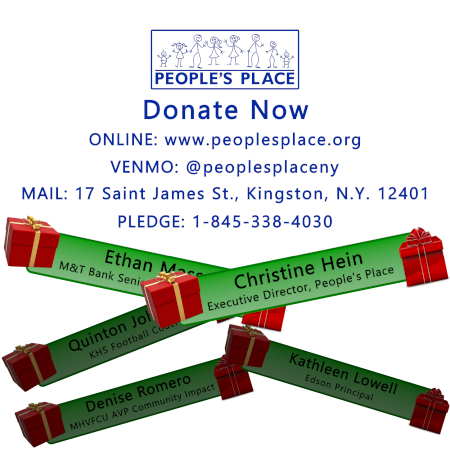 PEOPLE'S PLACE
Donate Now
ONLINE: www.peoplesplace.org
VENMO: @peoplesplaceny
MAIL: 17 Saint James St., Kingston, N.Y. 12401
PLEDGE: 1-845-338-4030
Ethan
M&T Bank
Christine Hein
Executive Director, People's Place
Quinton
KHS Football
Kathleen Lowell
Edson Principal
Denise Romero
MHVFCU AVP Community Impact